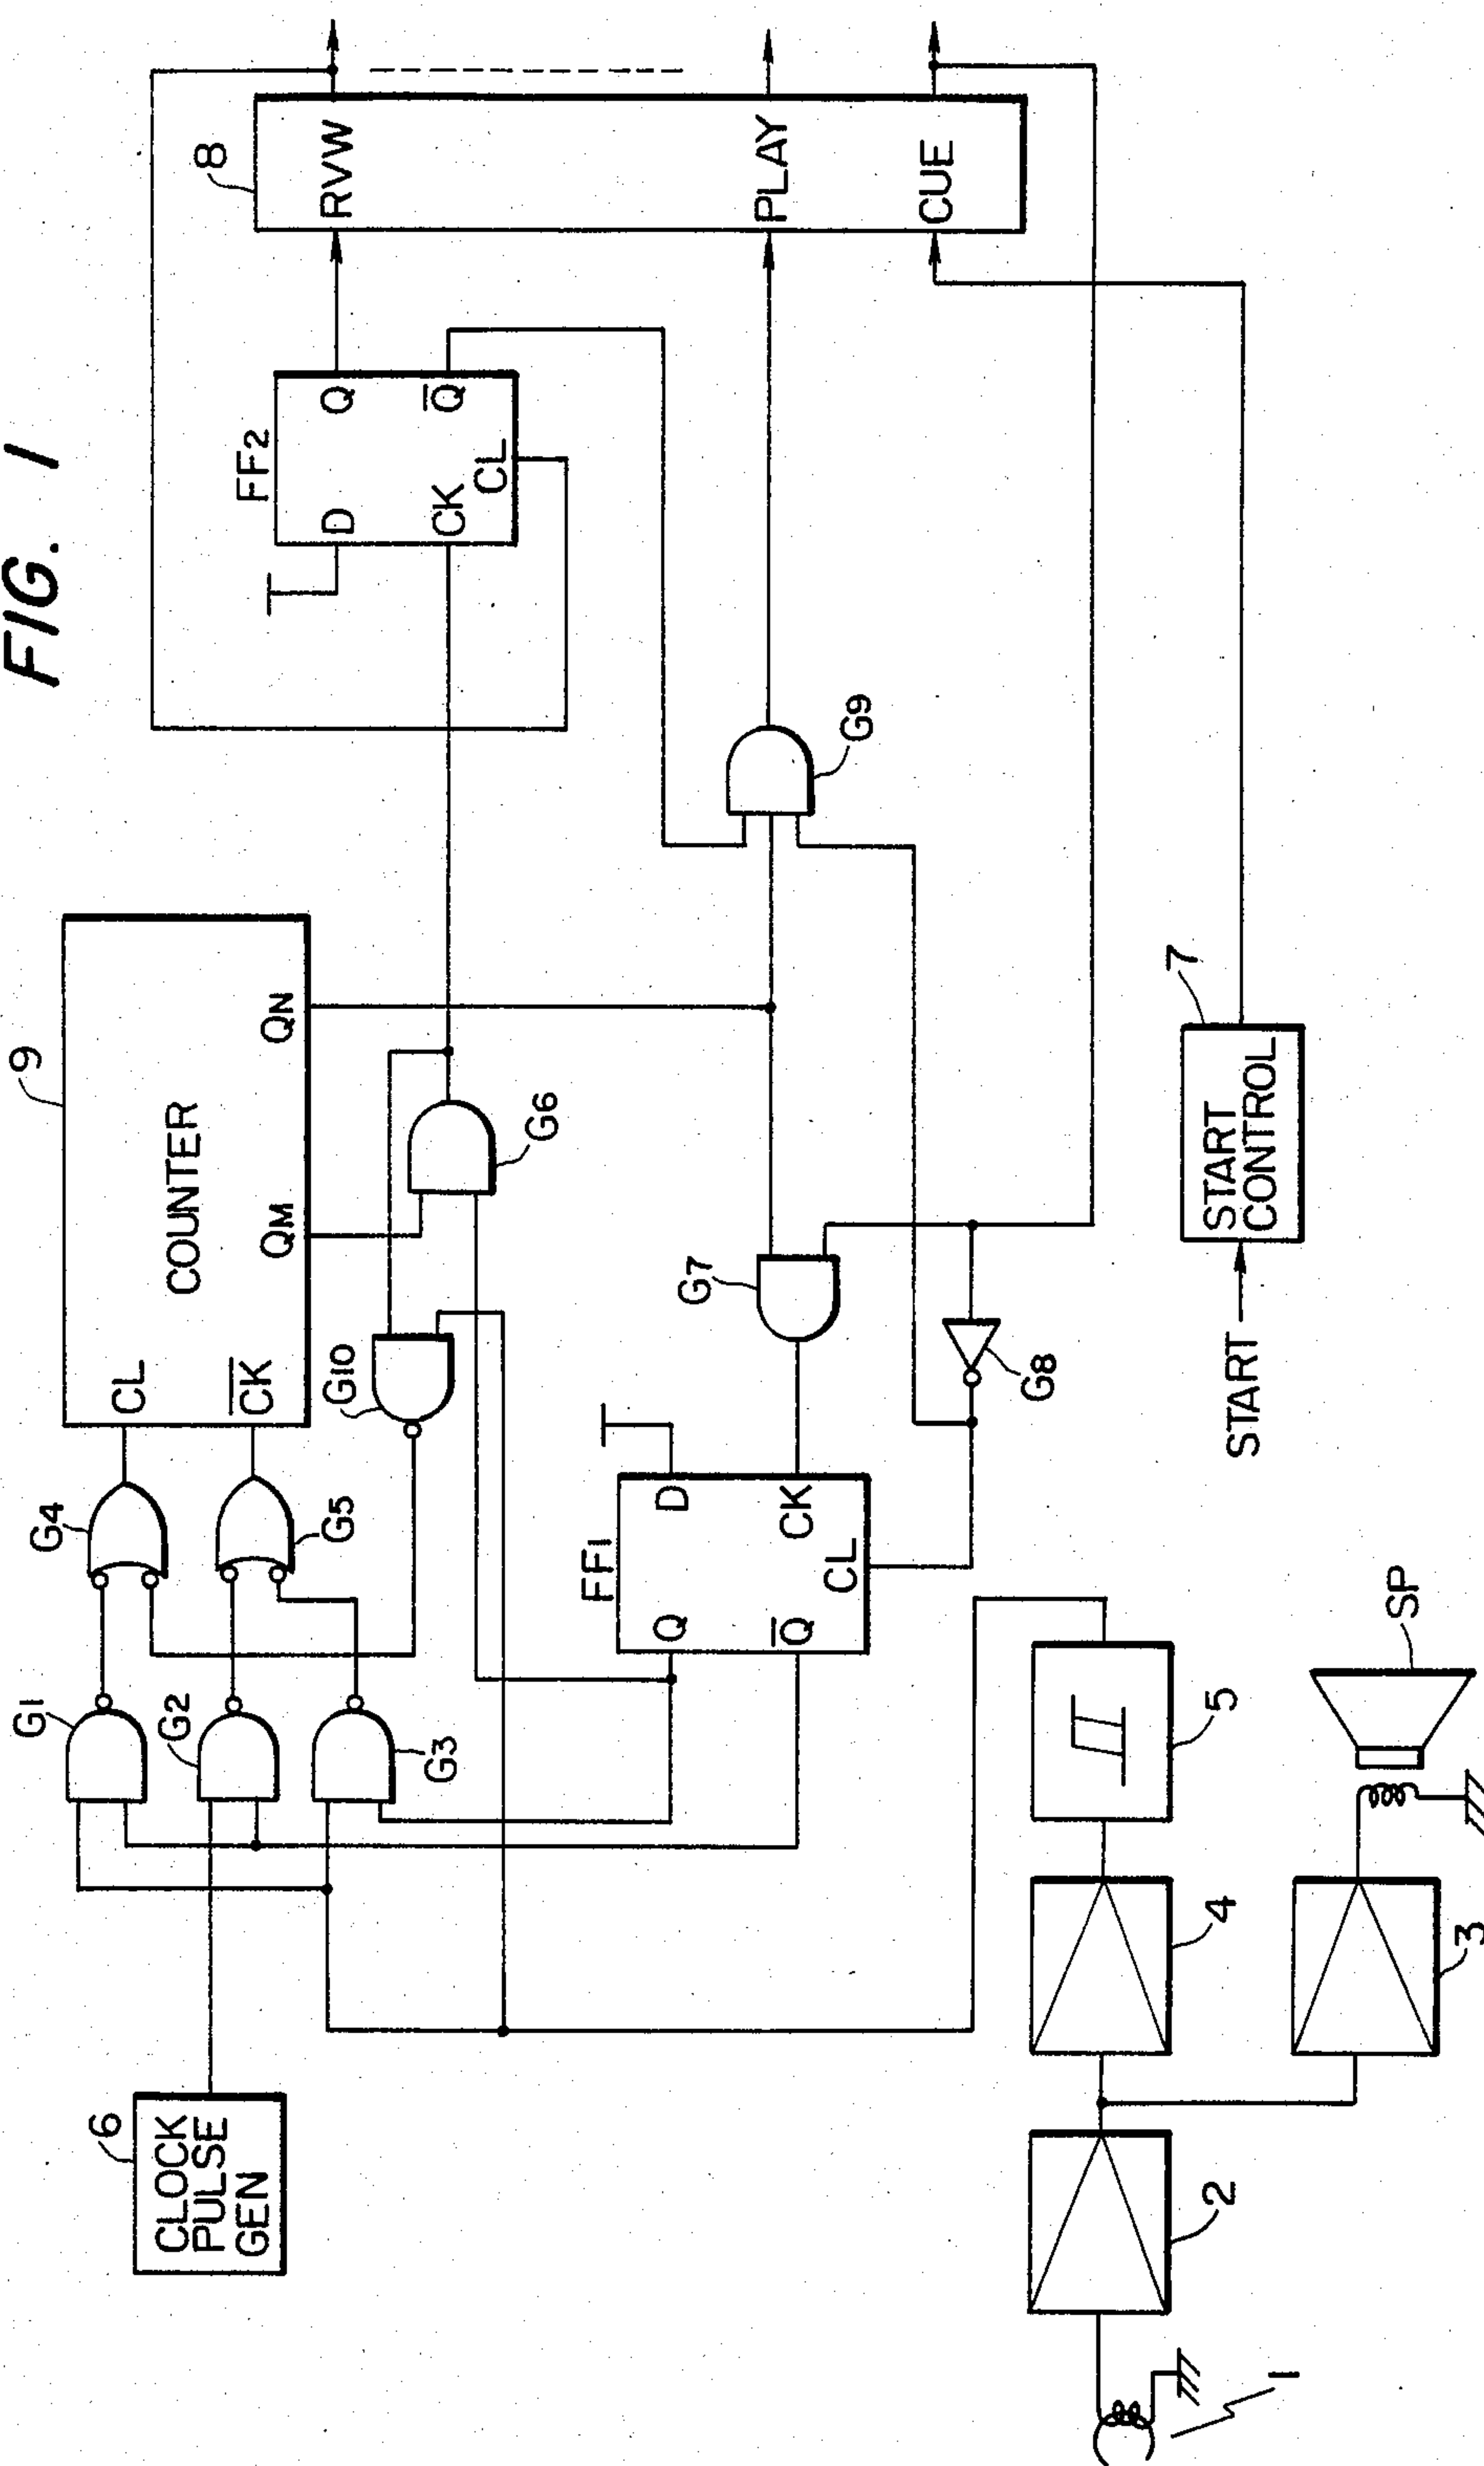 FIG. 1
9
COUNTER
CL
CK
QM
QN
8
RVW
PLAY
CUE
FF2
D
Q
CK
Q
CL
G1
G2
G3
G4
G5
G10
G6
G7
G8
G9
FF1
Q
D
Q
CK
CL
6
CLOCK
PULSE
GEN
START
7
START
CONTROL
1
2
4
5
3
SP